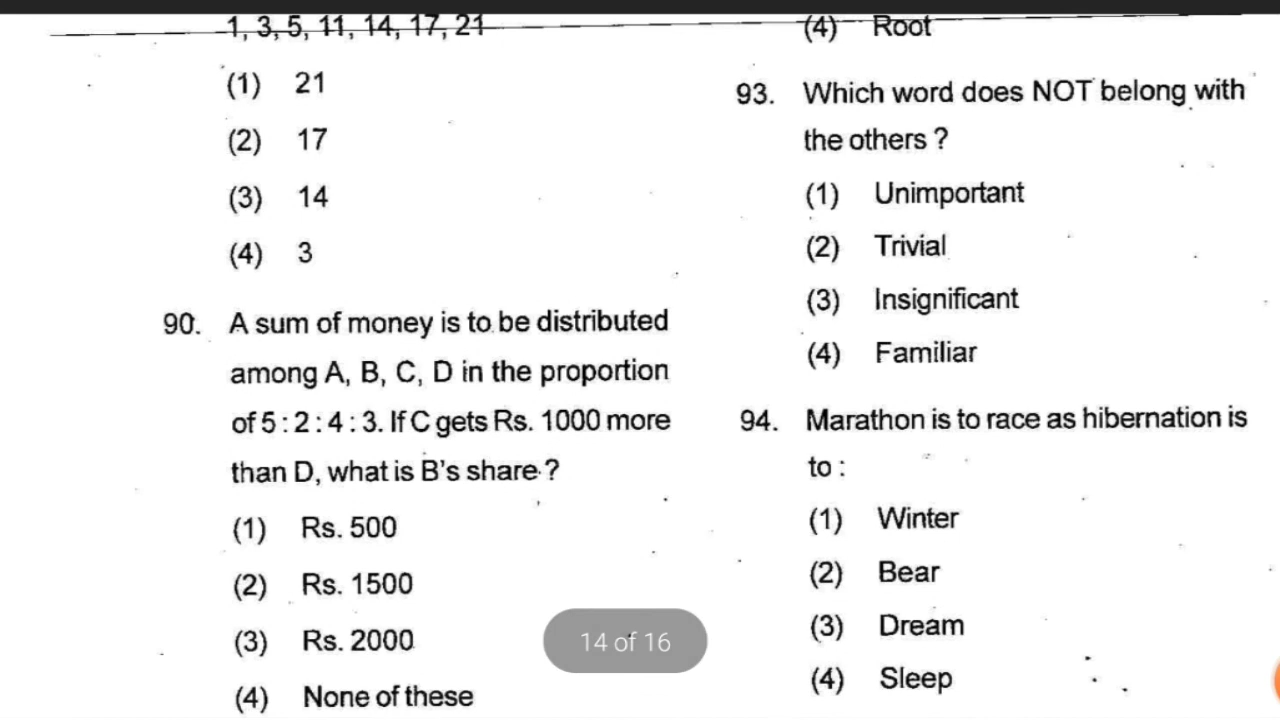 1, 3, 5, 11, 14, 17, 21
(1) 21
(2) 17
(3) 14
(4) 3
90. A sum of money is to be distributed
among A, B, C, D in the proportion
of 5 : 2 : 4 : 3. If C gets Rs. 1000 more
than D, what is B's share ?
(1) Rs. 500
(2) Rs. 1500
(3) Rs. 2000
(4) None of these
(4) Root
93. Which word does NOT belong with
the others ?
(1) Unimportant
(2) Trivial
(3) Insignificant
(4) Familiar
94. Marathon is to race as hibernation is
to :
(1) Winter
(2) Bear
(3) Dream
(4) Sleep
14 of 16